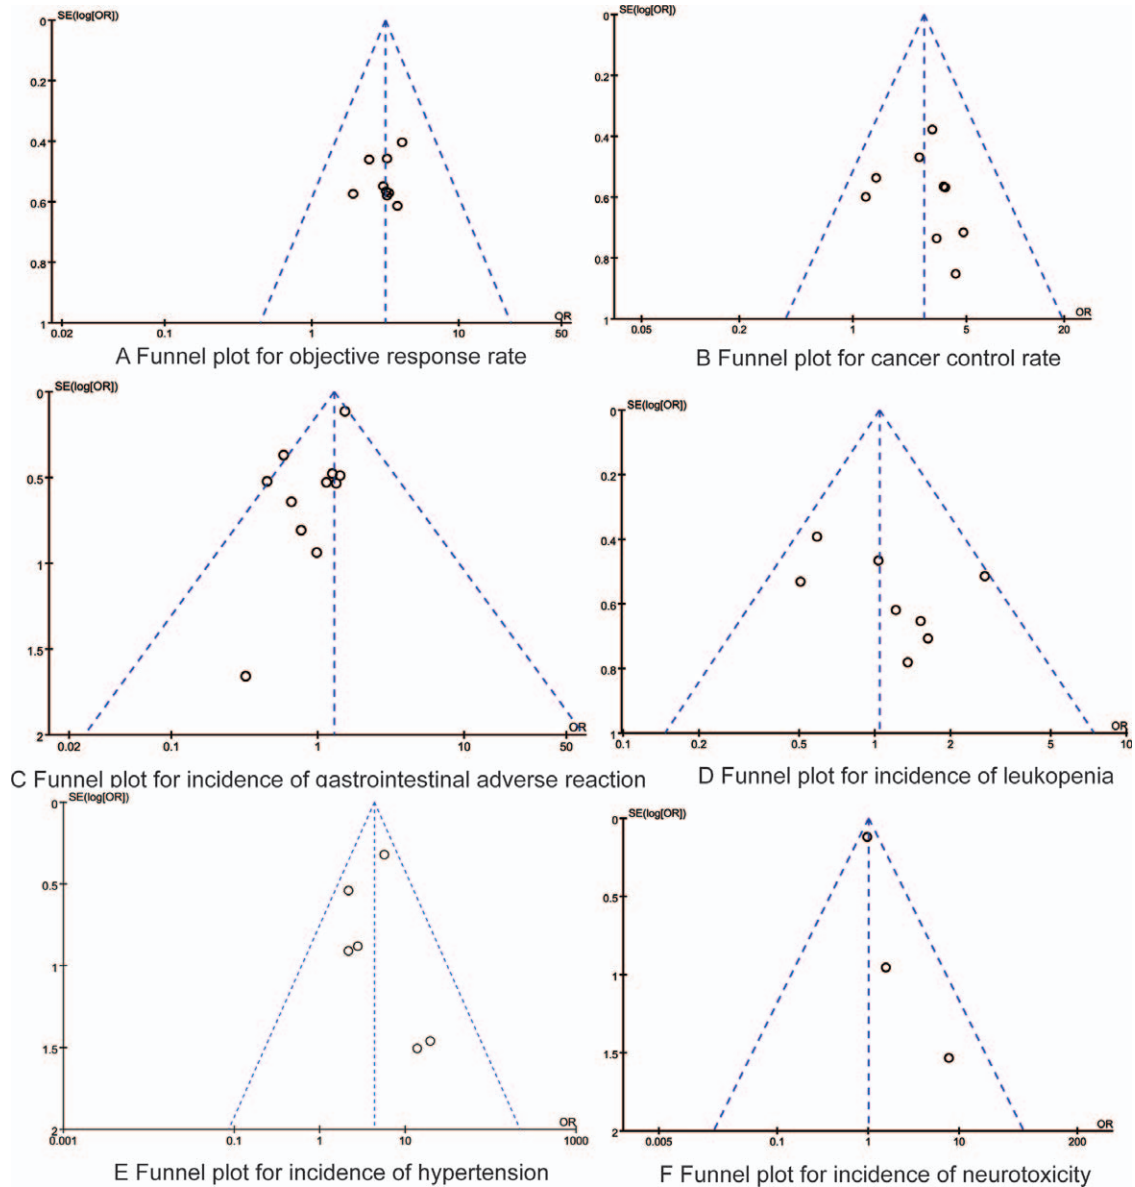 SE(log[OR])
0
0.2
0.4
0.6
0.8
1
OR
0.02 0.1 1 10 50
A Funnel plot for objective response rate
SE(log[OR])
0
0.2
0.4
0.6
0.8
1
OR
0.05 0.2 1 5 20
B Funnel plot for cancer control rate
SE(log[OR])
0
0.5
1
1.5
2
OR
0.02 0.1 1 10 50
C Funnel plot for incidence of gastrointestinal adverse reaction
SE(log[OR])
0
0.2
0.4
0.6
0.8
1
OR
0.1 0.2 0.5 1 2 5 10
D Funnel plot for incidence of leukopenia
SE(log[OR])
0
0.5
1
1.5
2
OR
0.001 0.1 1 10 1000
E Funnel plot for incidence of hypertension
SE(log[OR])
0
0.5
1
1.5
2
OR
0.005 0.1 1 10 200
F Funnel plot for incidence of neurotoxicity